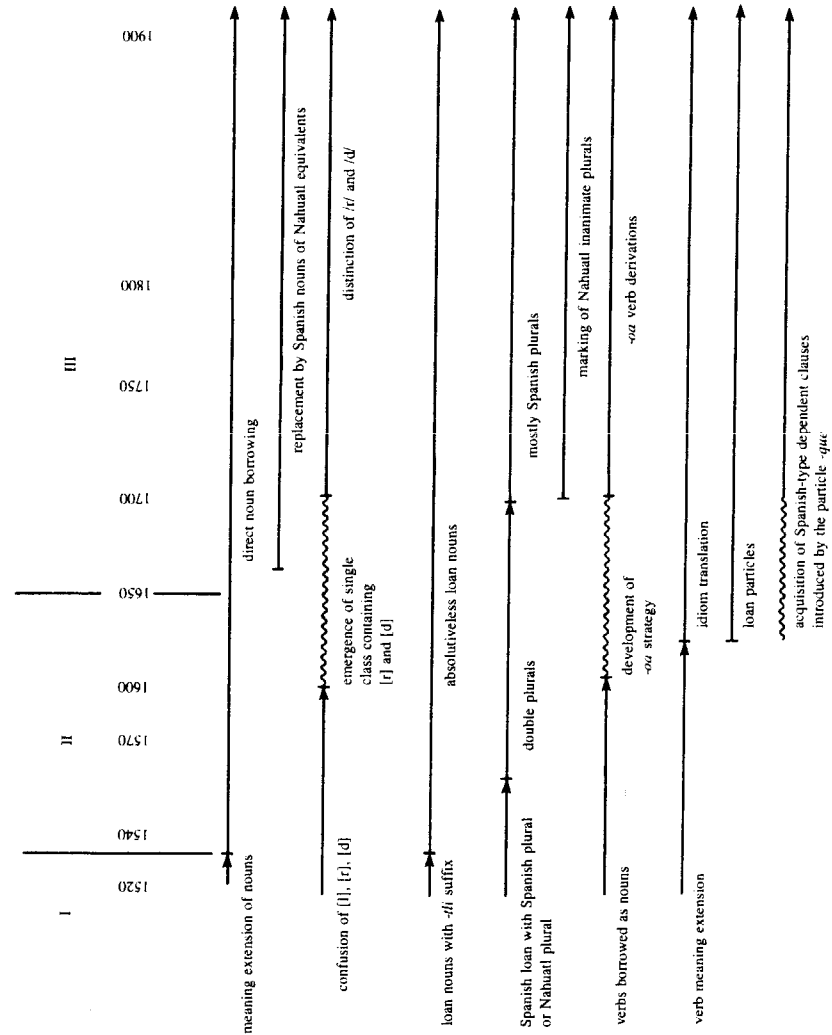 I
II
III
1520
1540
1570
1600
1650
1700
1750
1800
1900
meaning extension of nouns
direct noun borrowing
replacement by Spanish nouns of Nahuatl equivalents
confusion of [l], [r], [d]
emergence of single
class containing
[r] and [d]
distinction of /r/ and /d/
loan nouns with -tli suffix
absolutiveless loan nouns
Spanish loan with Spanish plural
or Nahuatl plural
double plurals
mostly Spanish plurals
marking of Nahuatl inanimate plurals
verbs borrowed as nouns
development of
-oa strategy
-oa verb derivations
verb meaning extension
idiom translation
loan particles
acquisition of Spanish-type dependent clauses
introduced by the particle -que